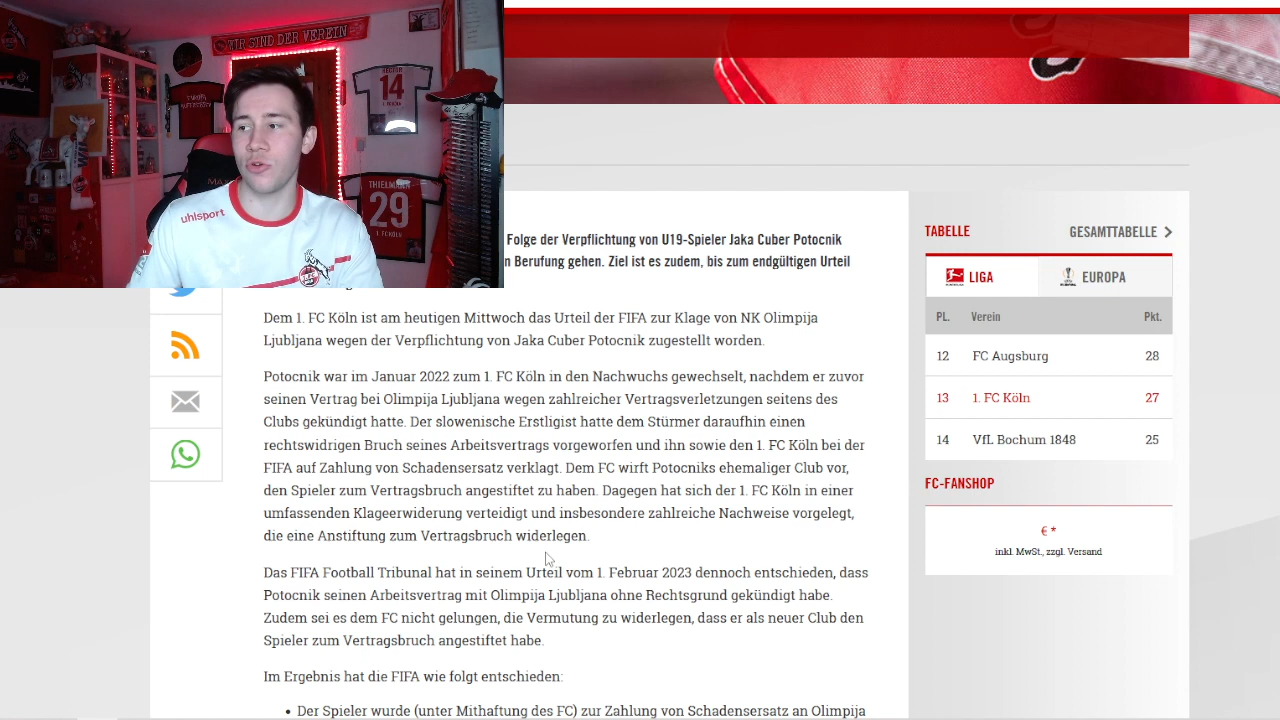 WIR SIND DER VEREIN
14
THIELMANN
29
1. FC KÖLN
uhlsport
Folge der Verpflichtung von U19-Spieler Jaka Cuber Potocnik
n Berufung gehen. Ziel ist es zudem, bis zum endgültigen Urteil
Dem 1. FC Köln ist am heutigen Mittwoch das Urteil der FIFA zur Klage von NK Olimpija
Ljubljana wegen der Verpflichtung von Jaka Cuber Potocnik zugestellt worden.
Potocnik war im Januar 2022 zum 1. FC Köln in den Nachwuchs gewechselt, nachdem er zuvor
seinen Vertrag bei Olimpija Ljubljana wegen zahlreicher Vertragsverletzungen seitens des
Clubs gekündigt hatte. Der slowenische Erstligist hatte dem Stürmer daraufhin einen
rechtswidrigen Bruch seines Arbeitsvertrags vorgeworfen und ihn sowie den 1. FC Köln bei der
FIFA auf Zahlung von Schadensersatz verklagt. Dem FC wirft Potocniks ehemaliger Club vor,
den Spieler zum Vertragsbruch angestiftet zu haben. Dagegen hat sich der 1. FC Köln in einer
umfassenden Klageerwiderung verteidigt und insbesondere zahlreiche Nachweise vorgelegt,
die eine Anstiftung zum Vertragsbruch widerlegen.
Das FIFA Football Tribunal hat in seinem Urteil vom 1. Februar 2023 dennoch entschieden, dass
Potocnik seinen Arbeitsvertrag mit Olimpija Ljubljana ohne Rechtsgrund gekündigt habe.
Zudem sei es dem FC nicht gelungen, die Vermutung zu widerlegen, dass er als neuer Club den
Spieler zum Vertragsbruch angestiftet habe.
Im Ergebnis hat die FIFA wie folgt entschieden:
• Der Spieler wurde (unter Mithaftung des FC) zur Zahlung von Schadensersatz an Olimpija
TABELLE
GESAMTTABELLE
LIGA
EUROPA
PL. Verein Pkt.
12 FC Augsburg 28
13 1. FC Köln 27
14 VfL Bochum 1848 25
FC-FANSHOP
€ *
inkl. MwSt., zzgl. Versand